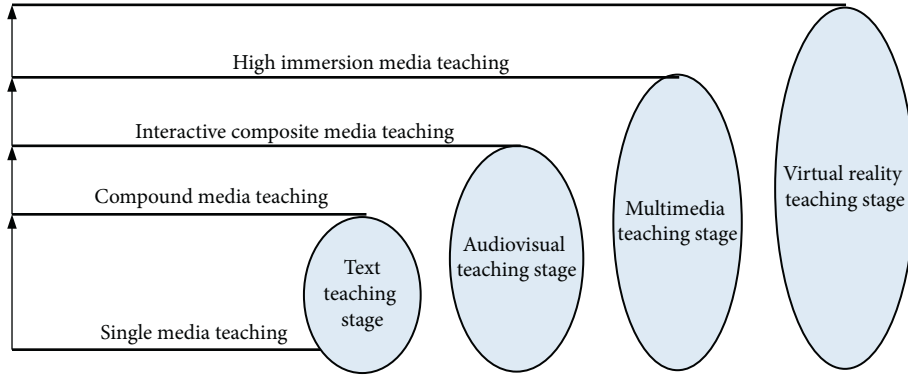 High immersion media teaching
Interactive composite media teaching
Compound media teaching
Single media teaching
Text
teaching
stage
Audiovisual
teaching stage
Multimedia
teaching stage
Virtual reality
teaching stage